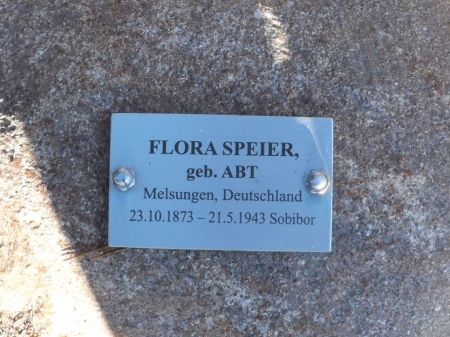 FLORA SPEIER,
geb. ABT
Melsungen, Deutschland
23.10.1873 – 21.5.1943 Sobibor